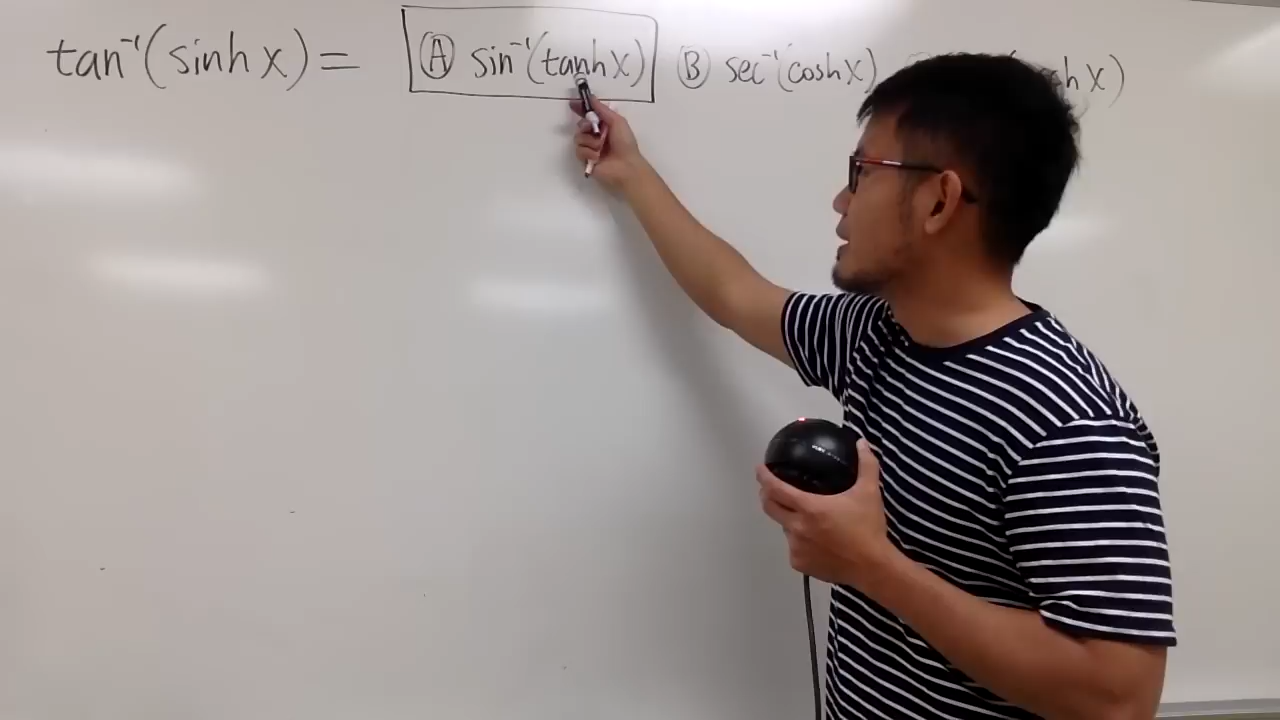 tan⁻¹(sinh x) = Ⓐ sin⁻¹(tanh x) Ⓑ sec⁻¹(cosh x) h x)